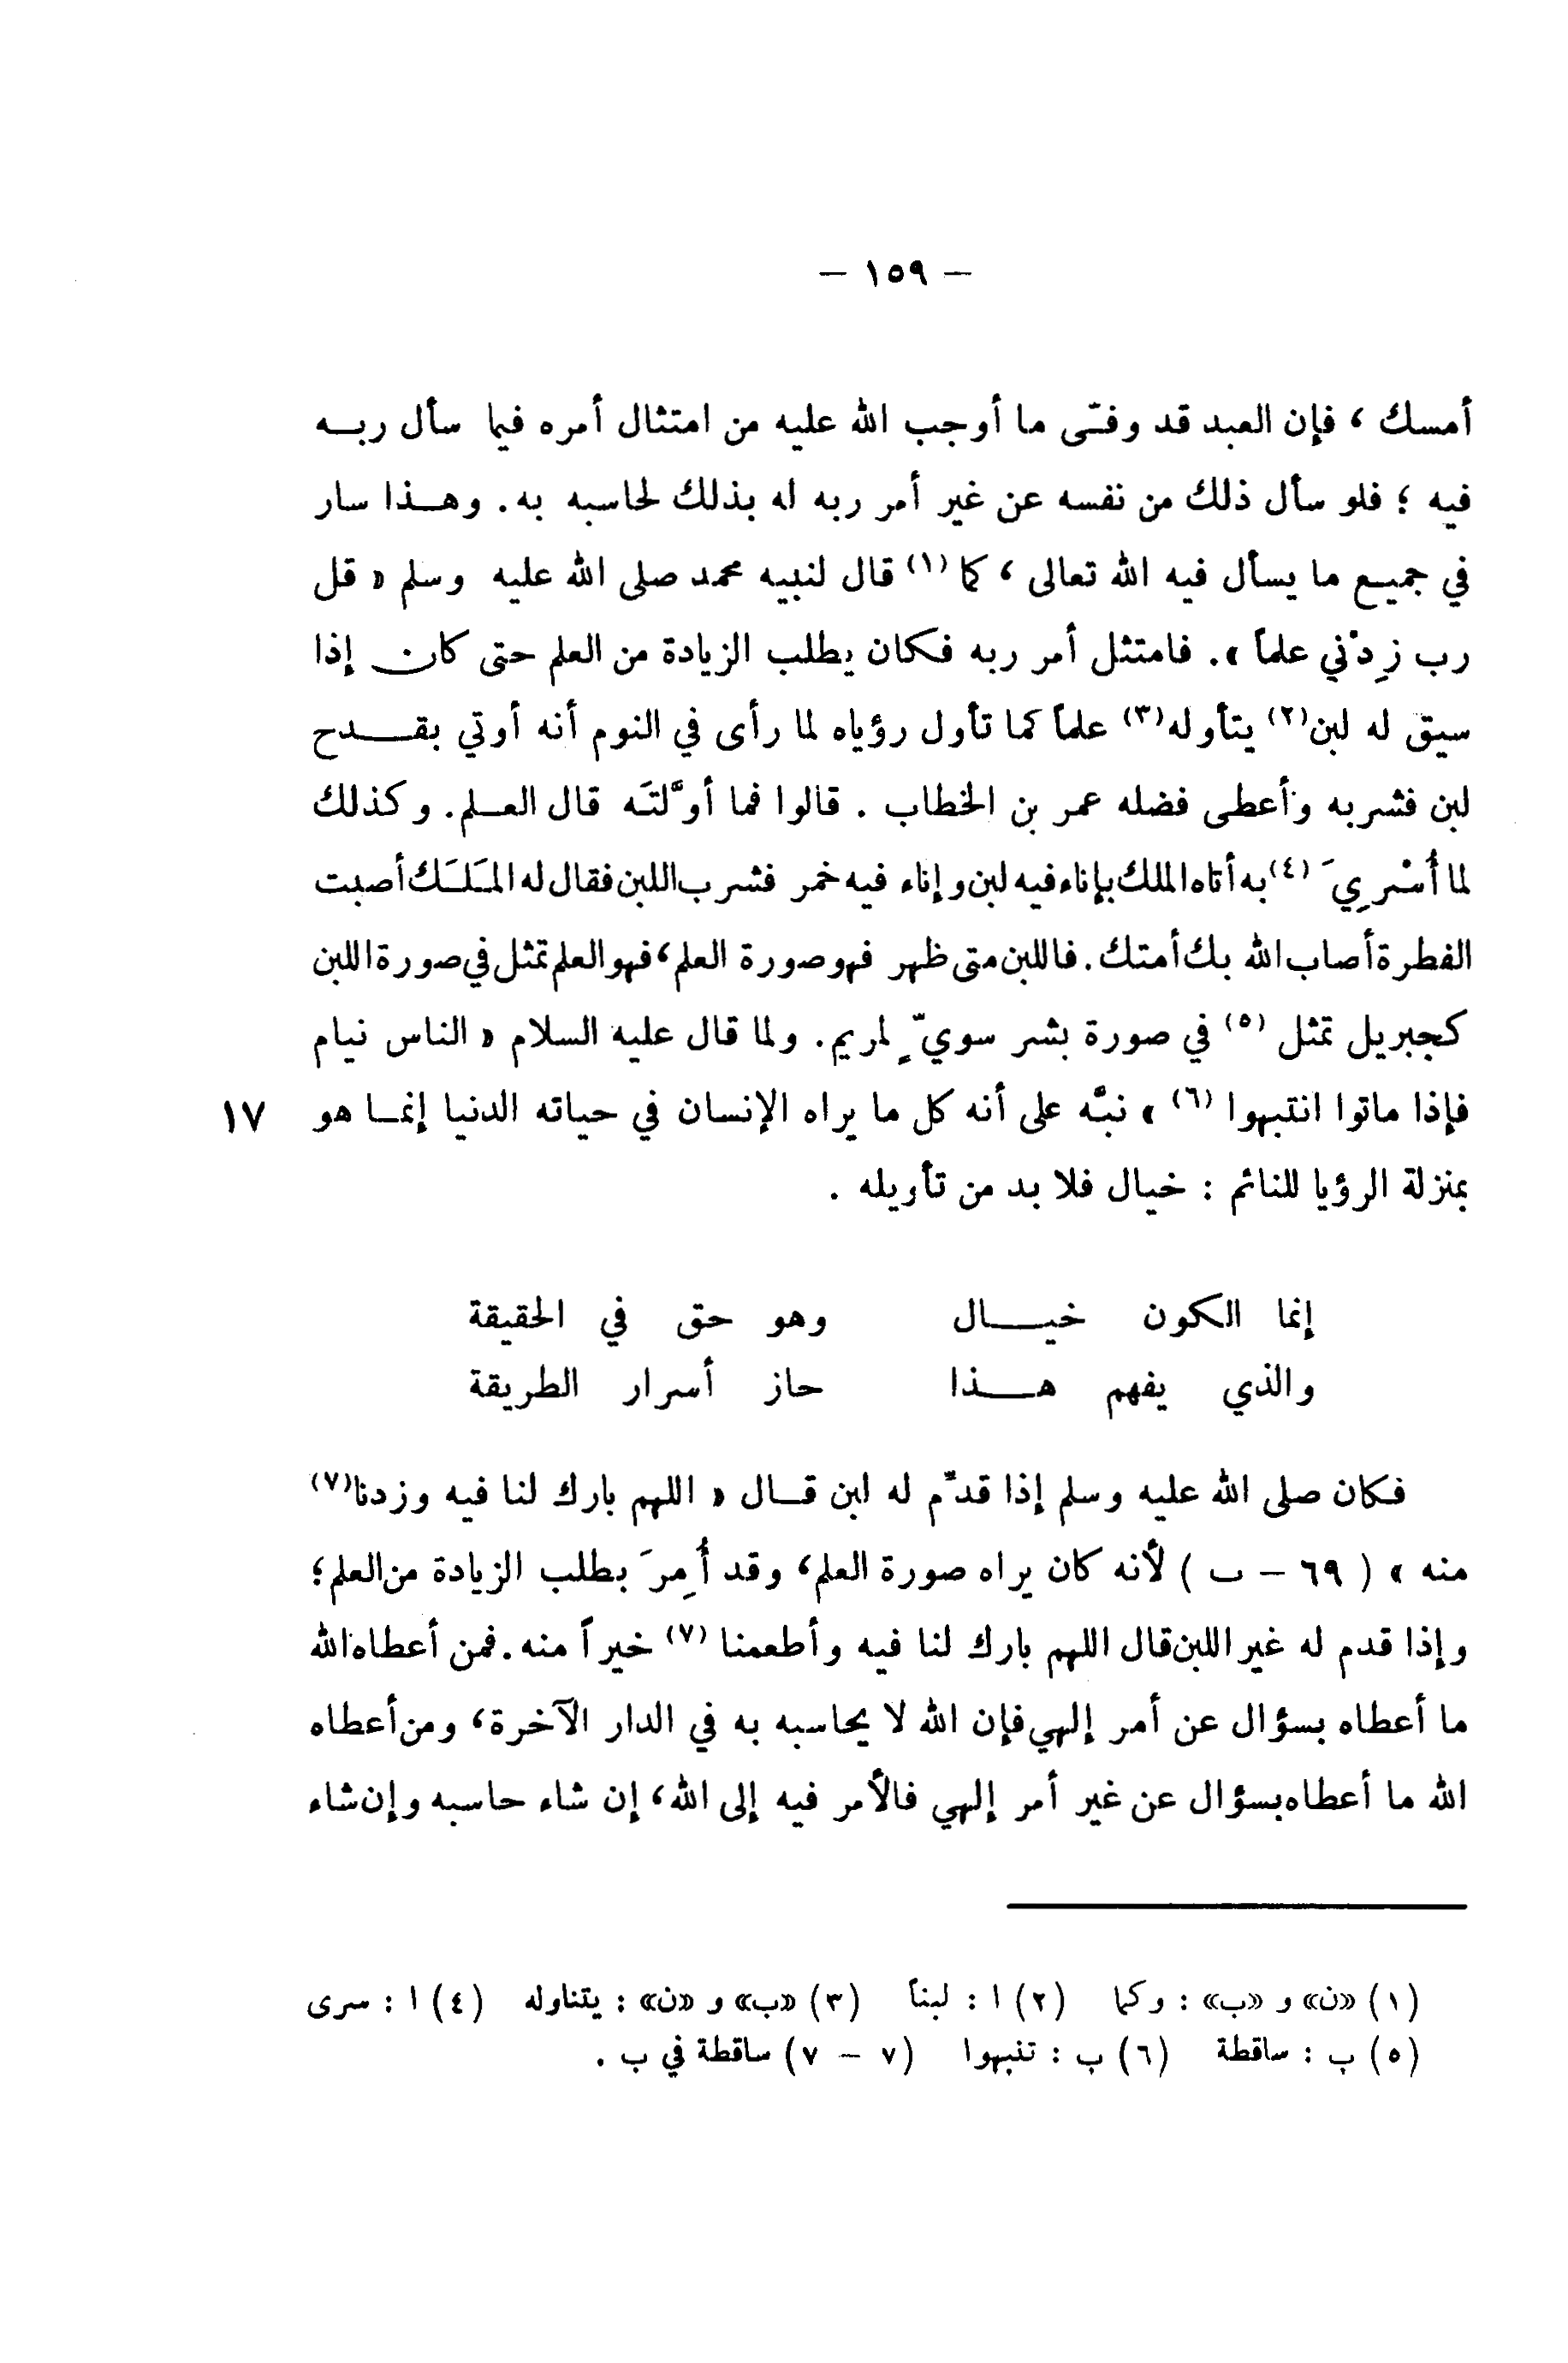 — ١٥٩ —
أمسك ، فإن العبد قد وفـَّى ما أوجب الله عليه من امتثال أمره فيما سأل ربه
فيه ؛ فلو سأل ذلك من نفسه عن غير أمر ربه له بذلك لحاسبه به. وهذا سار
في جميع ما يسأل فيه الله تعالى ، كما (١) قال لنبيه محمد صلى الله عليه وسلم « قل
رب زِدْني علماً ». فامتثل أمر ربه فكان يطلب الزيادة من العلم حتى كان إذا
سيق له لبن(٢) يتأوله(٣) علماً كما تأول رؤياه لما رأى في النوم أنه أوتي بقدح
لبن فشربه وأعطى فضله عمر بن الخطاب . قالوا فما أوَّلتَه قال العلم. وكذلك
لما أُسْرِيَ (٤) به أتاه الملك بإناء فيه لبن وإناء فيه خمر فشرب اللبن فقال له المَلَك أصبت
الفطرة أصاب الله بك أمتك. فاللبن متى ظهر فهو صورة العلم، فهو العلم تمثل في صورة اللبن
كجبريل تمثل (٥) في صورة بشر سويٍّ لمريم. ولما قال عليه السلام « الناس نيام
فإذا ماتوا انتبهوا (٦) » نبَّه على أنه كل ما يراه الإنسان في حياته الدنيا إنما هو ١٧
بمنزلة الرؤيا للنائم : خيال فلا بد من تأويله .
إنما الكون خيال وهو حق في الحقيقة
والذي يفهم هذا حاز أسرار الطريقة
فكان صلى الله عليه وسلم إذا قدِّم له لبن قال « اللهم بارك لنا فيه وزدنا(٧)
منه » ( ٦٩ — ب ) لأنه كان يراه صورة العلم، وقد أُمِرَ بطلب الزيادة من العلم؛
وإذا قدم له غير اللبن قال اللهم بارك لنا فيه وأطعمنا (٧) خيراً منه. فمن أعطاه الله
ما أعطاه بسؤال عن أمر إلهي فإن الله لا يحاسبه به في الدار الآخرة، ومن أعطاه
الله ما أعطاه بسؤال عن غير أمر إلهي فالأمر فيه إلى الله، إن شاء حاسبه وإن شاء
(١) «ن» و «ب» : وكما (٢) ا : لبناً (٣) «ب» و «ن» : يتناوله (٤) ا : سرى
(٥) ب : ساقطة (٦) ب : تنبهوا (٧ — ٧) ساقطة في ب .